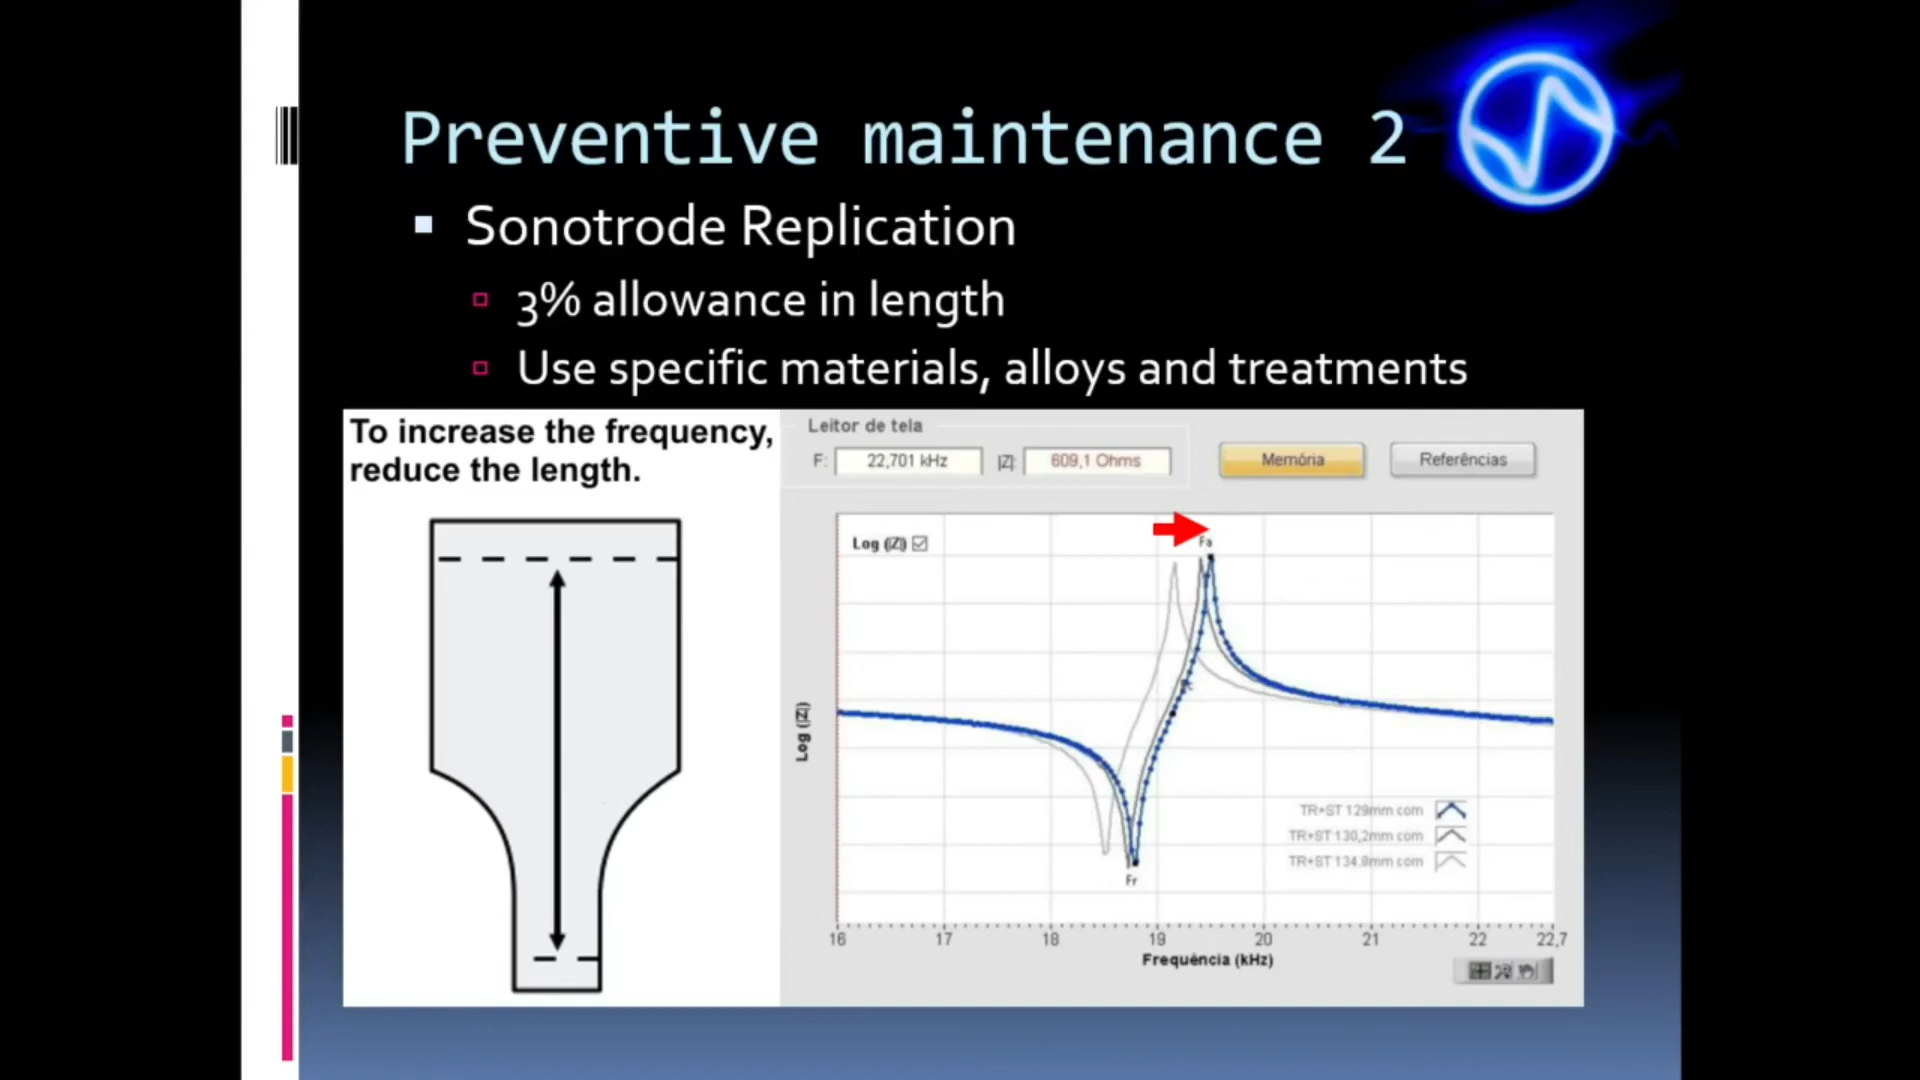 Preventive maintenance 2
Sonotrode Replication
3% allowance in length
Use specific materials, alloys and treatments
To increase the frequency,
reduce the length.
Leitor de tela
F: 22,701 kHz |Z|: 609,1 Ohms
Memória
Referências
Log (|Z|)
Fa
Log (|Z|)
TR+ST 129mm com
TR+ST 130,2mm com
TR+ST 134.8mm com
Fr
16 17 18 19 20 21 22 22,7
Frequência (kHz)